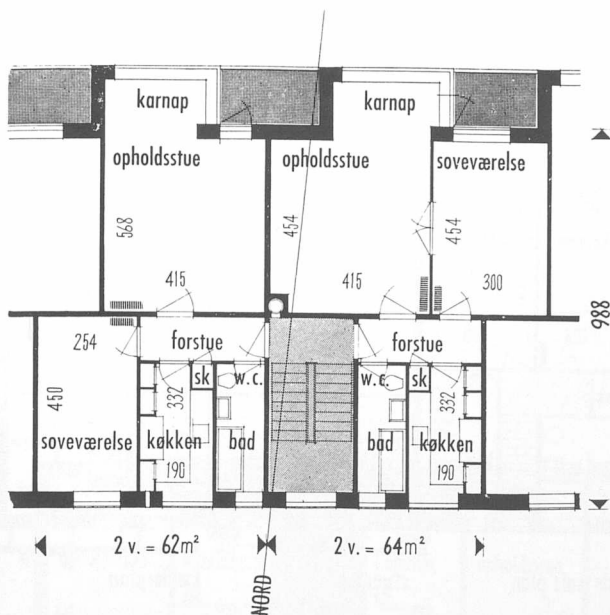 karnap
karnap
opholdsstue
opholdsstue
soveværelse
568
454
454
415
415
300
988
254
forstue
forstue
450
332
sk
w.c.
w.c.
sk
332
soveværelse
køkken
bad
bad
køkken
190
190
2 v. = 62m²
2 v. = 64m²
NORD